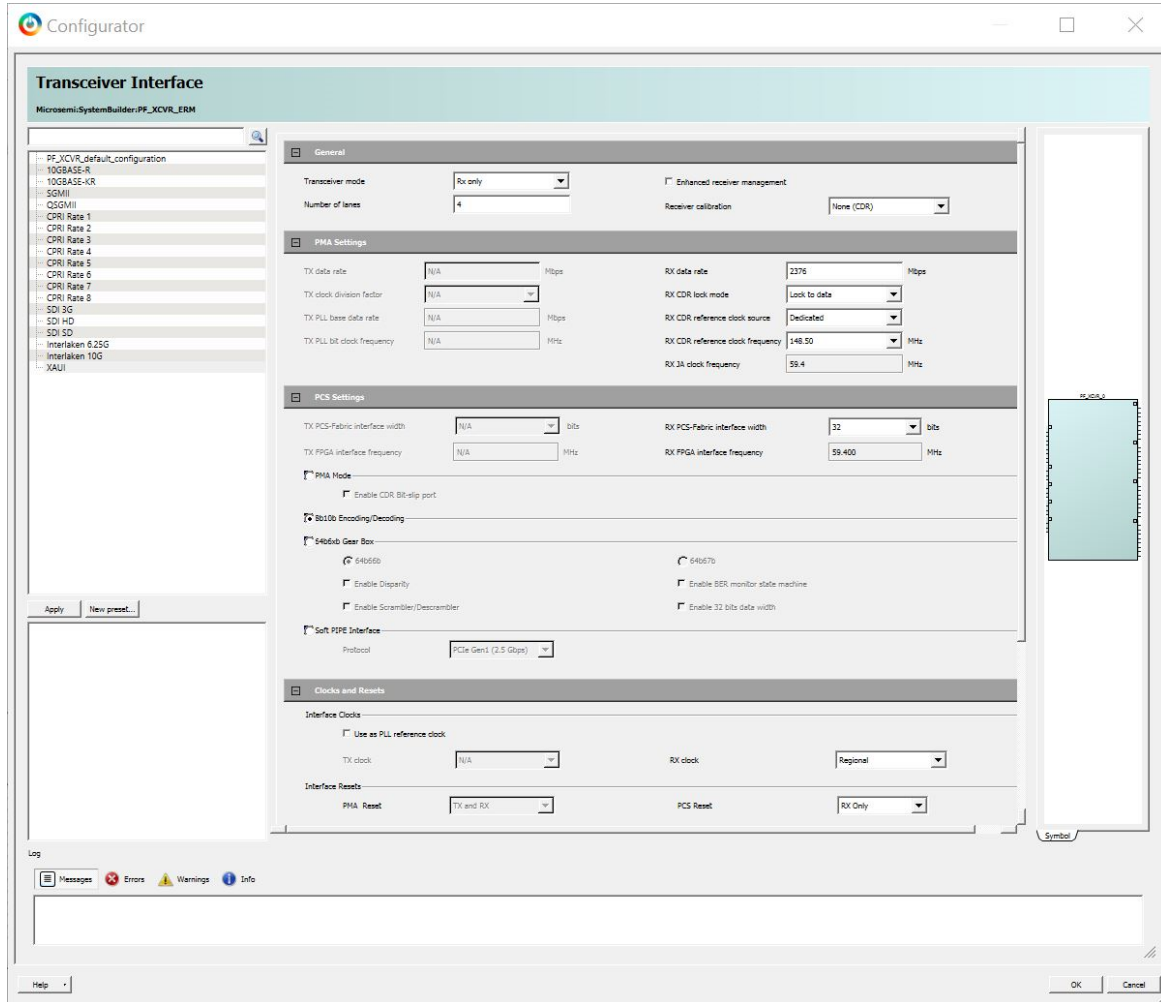 Configurator
Transceiver Interface
Microsemi:SystemBuilder:PF_XCVR_ERM
PF_XCVR_default_configuration
10GBASE-R
10GBASE-KR
SGMII
QSGMII
CPRI Rate 1
CPRI Rate 2
CPRI Rate 3
CPRI Rate 4
CPRI Rate 5
CPRI Rate 6
CPRI Rate 7
CPRI Rate 8
SDI 3G
SDI HD
SDI SD
Interlaken 6.25G
Interlaken 10G
XAUI
Apply New preset...
General
Transceiver mode Rx only Enhanced receiver management
Number of lanes 4 Receiver calibration None (CDR)
PMA Settings
TX data rate N/A Mbps RX data rate 2376 Mbps
TX clock division factor N/A RX CDR lock mode Lock to data
TX PLL base data rate N/A Mbps RX CDR reference clock source Dedicated
TX PLL bit clock frequency N/A MHz RX CDR reference clock frequency 148.50 MHz
RX JA clock frequency 59.4 MHz
PCS Settings
TX PCS-Fabric interface width N/A bits RX PCS-Fabric interface width 32 bits
TX FPGA interface frequency N/A MHz RX FPGA interface frequency 59.400 MHz
PMA Mode
Enable CDR Bit-slip port
8b10b Encoding/Decoding
64b6xb Gear Box
64b66b 64b67b
Enable Disparity Enable BER monitor state machine
Enable Scrambler/Descrambler Enable 32 bits data width
Soft PIPE Interface
Protocol PCIe Gen1 (2.5 Gbps)
Clocks and Resets
Interface Clocks
Use as PLL reference clock
TX clock N/A RX clock Regional
Interface Resets
PMA Reset TX and RX PCS Reset RX Only
PF_XCVR_0
Symbol
Log
Messages Errors Warnings Info
Help OK Cancel